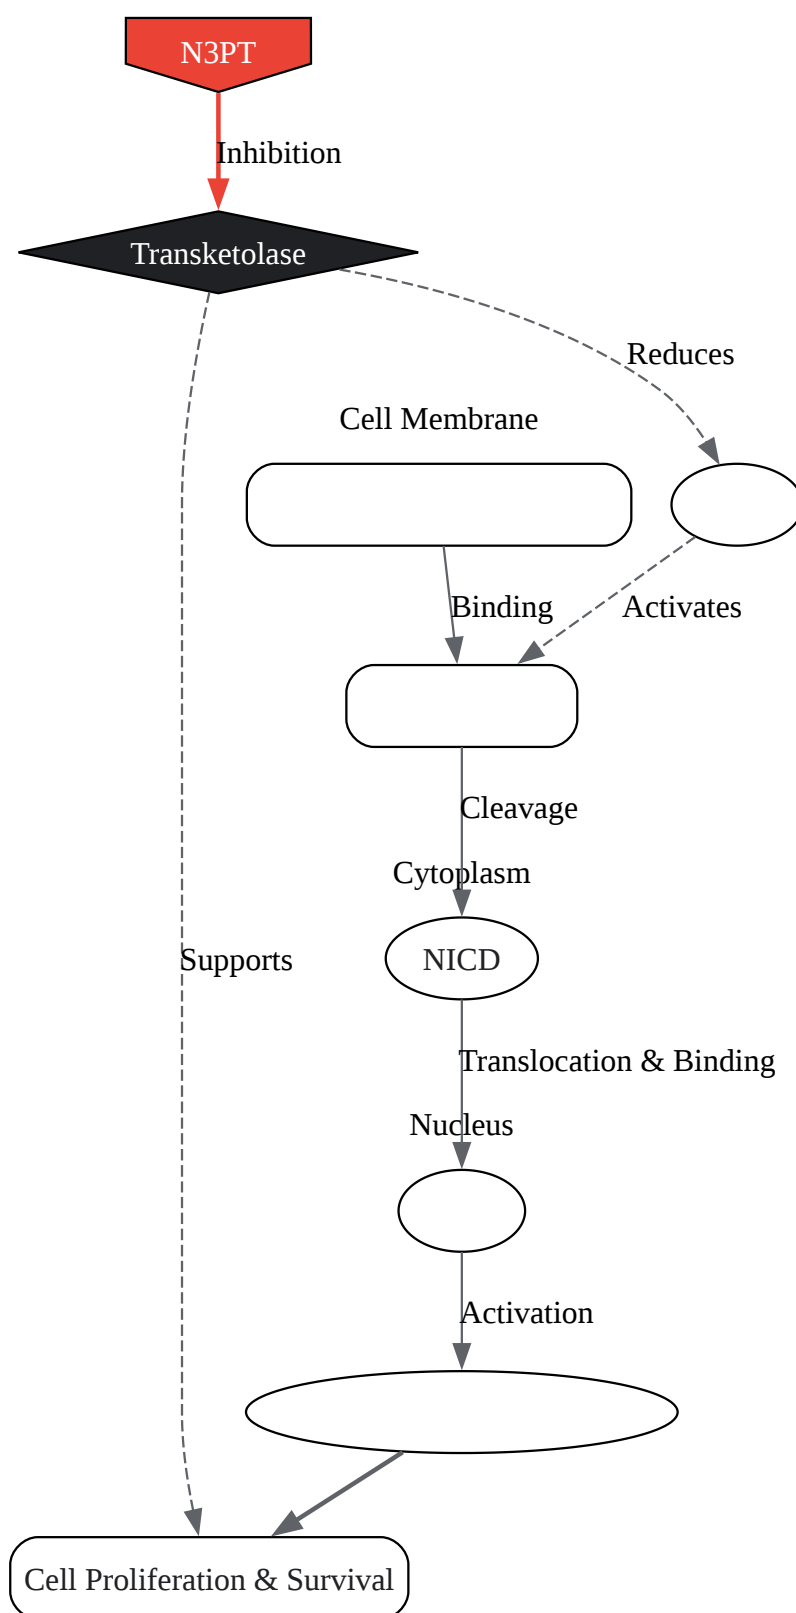 N3PT
Inhibition
Transketolase
Reduces
Cell Membrane
Binding
Activates
Cleavage
Cytoplasm
Supports
NICD
Translocation & Binding
Nucleus
Activation
Cell Proliferation & Survival